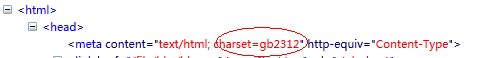 <html>
<head>
<meta content="text/html; charset=gb2312" http-equiv="Content-Type">